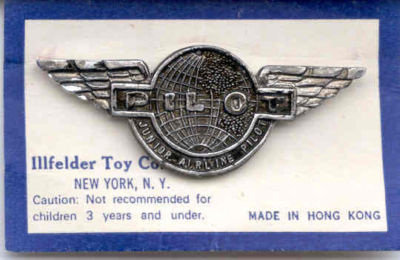 PILOT
JUNIOR AIRLINE PILOT
Illfelder Toy Co.
NEW YORK, N. Y.
Caution: Not recommended for
children 3 years and under.
MADE IN HONG KONG